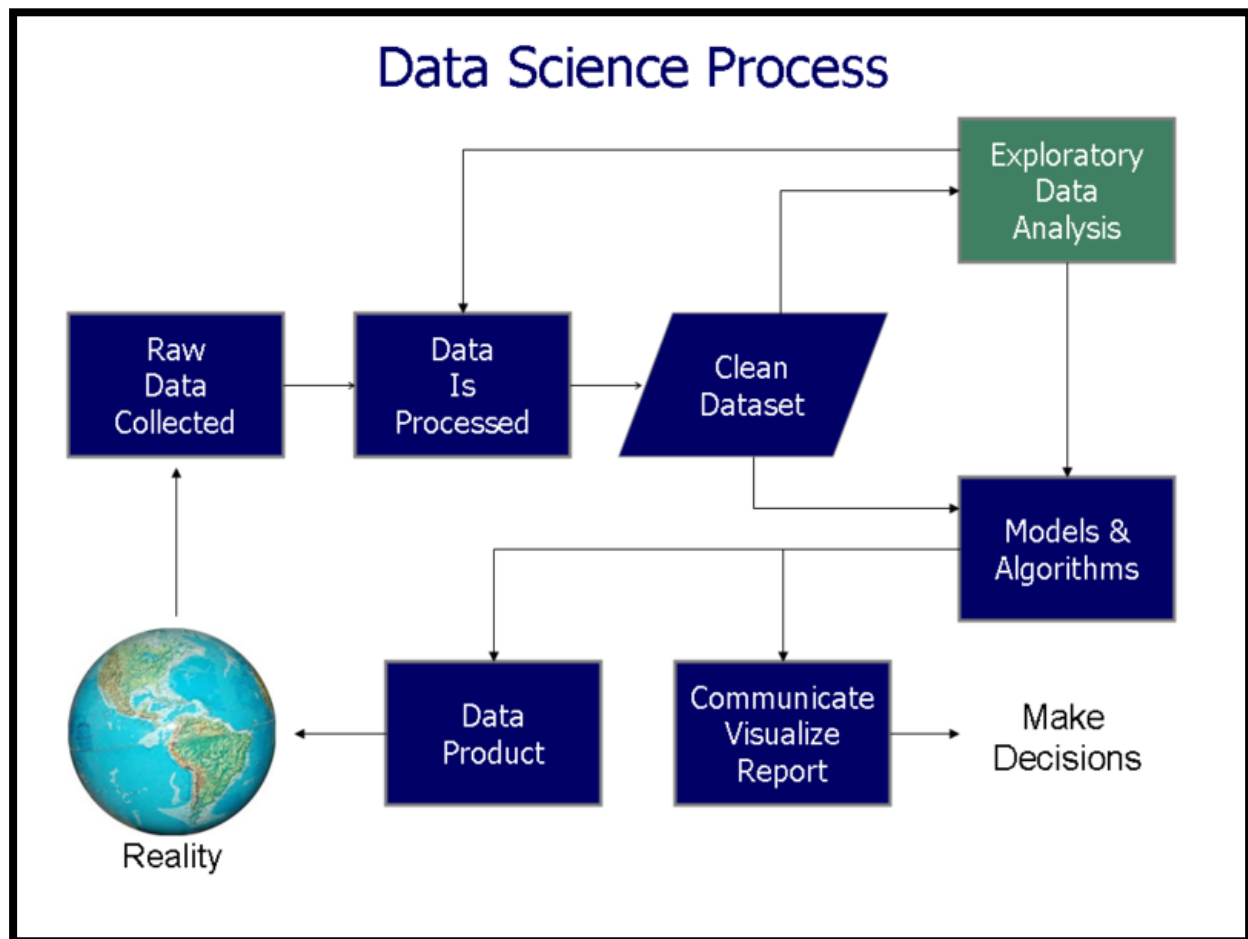 Data Science Process
Exploratory
Data
Analysis
Raw
Data
Collected
Data
Is
Processed
Clean
Dataset
Models &
Algorithms
Data
Product
Communicate
Visualize
Report
Make
Decisions
Reality